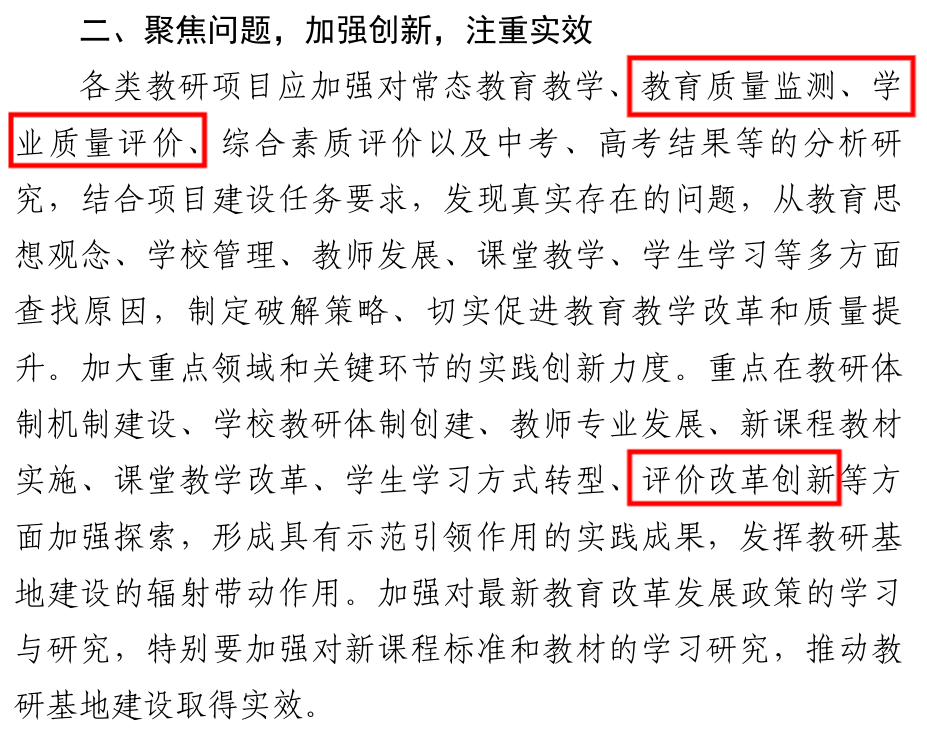 二、聚焦问题，加强创新，注重实效
各类教研项目应加强对常态教育教学、教育质量监测、学
业质量评价、综合素质评价以及中考、高考结果等的分析研
究，结合项目建设任务要求，发现真实存在的问题，从教育思
想观念、学校管理、教师发展、课堂教学、学生学习等多方面
查找原因，制定破解策略、切实促进教育教学改革和质量提
升。加大重点领域和关键环节的实践创新力度。重点在教研体
制机制建设、学校教研体制创建、教师专业发展、新课程教材
实施、课堂教学改革、学生学习方式转型、评价改革创新等方
面加强探索，形成具有示范引领作用的实践成果，发挥教研基
地建设的辐射带动作用。加强对最新教育改革发展政策的学习
与研究，特别要加强对新课程标准和教材的学习研究，推动教
研基地建设取得实效。